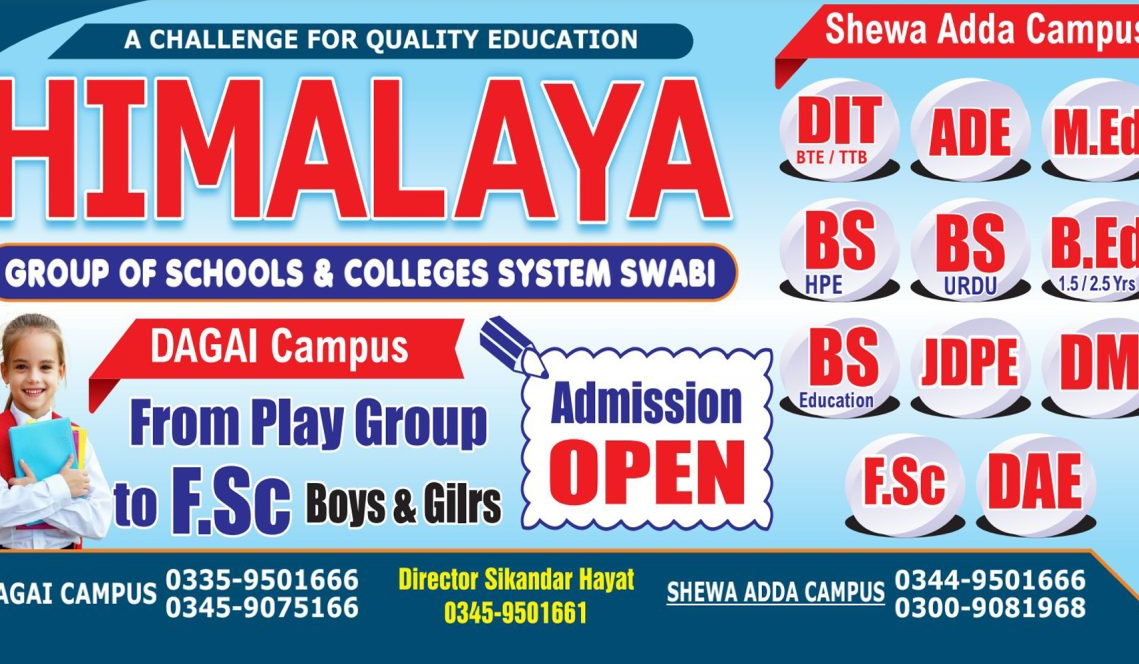 A CHALLENGE FOR QUALITY EDUCATION
HIMALAYA
GROUP OF SCHOOLS & COLLEGES SYSTEM SWABI
DAGAI Campus
From Play Group
to F.Sc Boys & Gilrs
Admission
OPEN
Shewa Adda Campus
DIT
BTE / TTB
ADE
M.Ed
BS
HPE
BS
URDU
B.Ed
1.5 / 2.5 Yrs
BS
Education
JDPE
DM
F.Sc
DAE
AGAI CAMPUS 0335-9501666
0345-9075166
Director Sikandar Hayat
0345-9501661
SHEWA ADDA CAMPUS 0344-9501666
0300-9081968